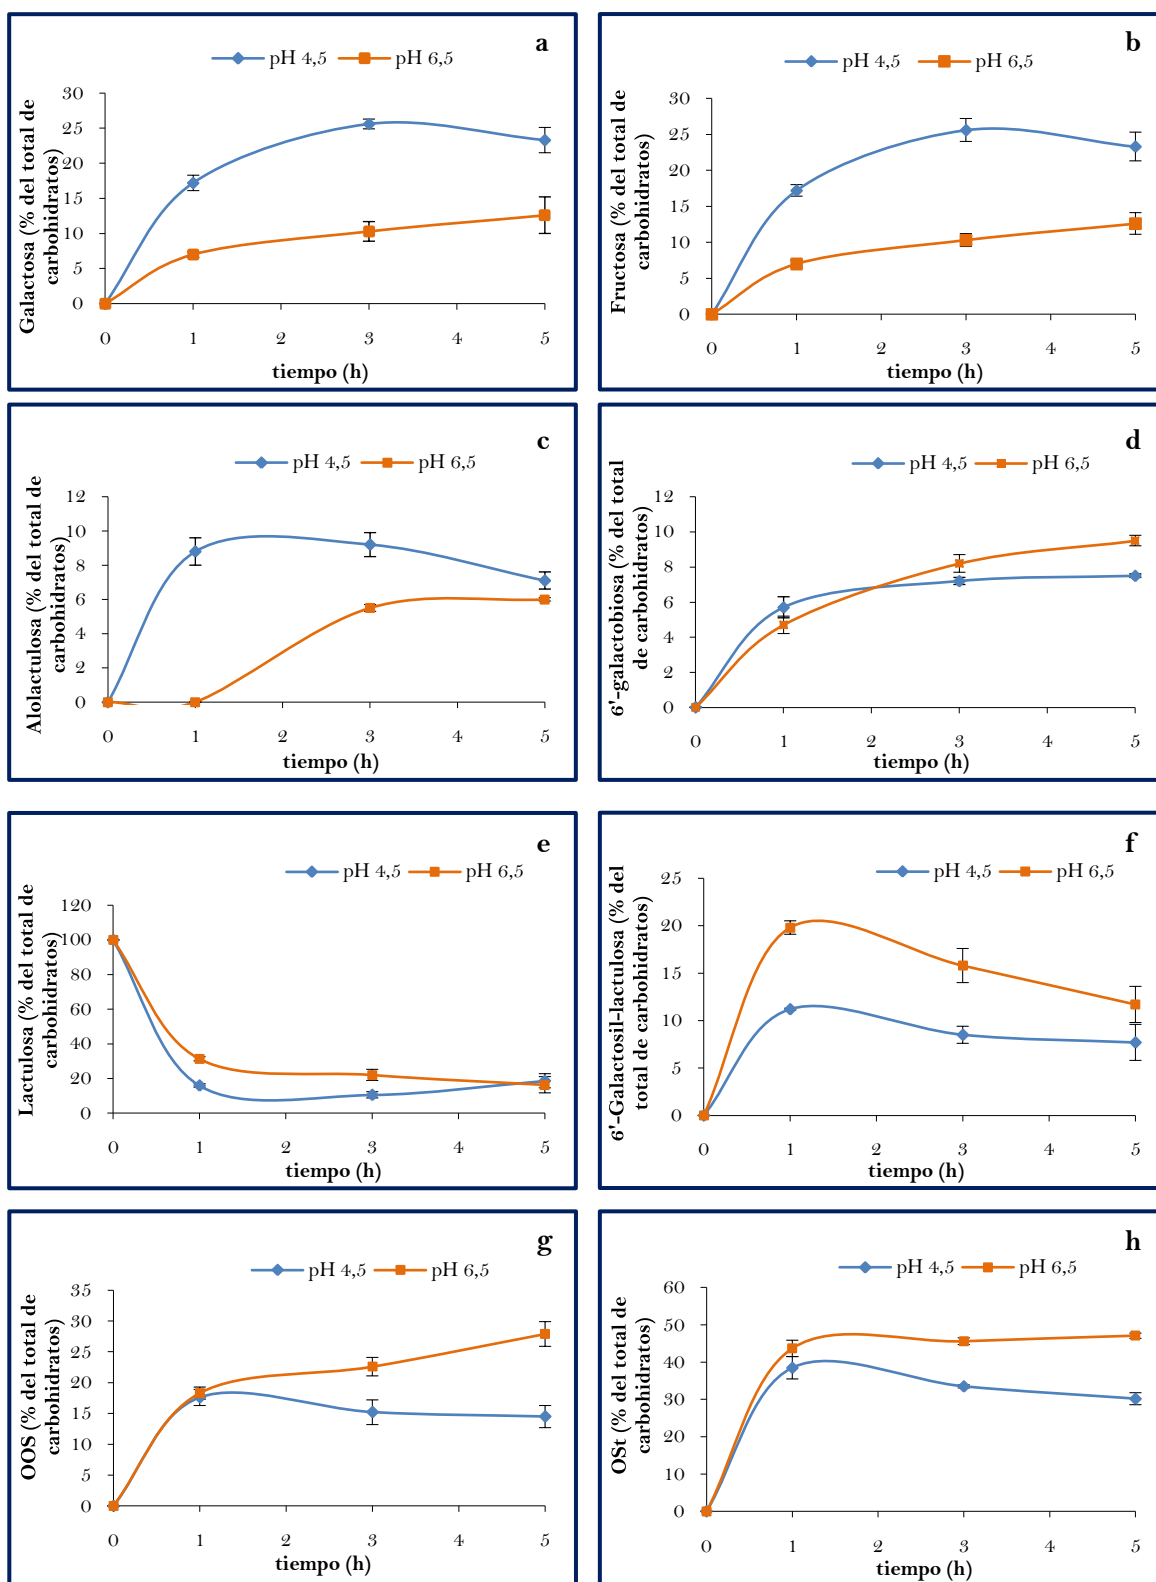 a
pH 4,5 pH 6,5
Galactosa (% del total de
carbohidratos)
30
25
20
15
10
5
0
0 1 2 3 4 5
tiempo (h)
b
pH 4,5 pH 6,5
Fructosa (% del total de
carbohidratos)
30
25
20
15
10
5
0
0 1 2 3 4 5
tiempo (h)
c
pH 4,5 pH 6,5
Alolactulosa (% del total de
carbohidratos)
12
10
8
6
4
2
0
0 1 2 3 4 5
tiempo (h)
d
pH 4,5 pH 6,5
6'-galactobiosa (% del total
de carbohidratos)
12
10
8
6
4
2
0
0 1 2 3 4 5
tiempo (h)
e
pH 4,5 pH 6,5
Lactulosa (% del total de
carbohidratos)
120
100
80
60
40
20
0
0 1 2 3 4 5
tiempo (h)
f
pH 4,5 pH 6,5
6'-Galactosil-lactulosa (% del
total de carbohidratos)
25
20
15
10
5
0
0 1 2 3 4 5
tiempo (h)
g
pH 4,5 pH 6,5
OOS (% del total de
carbohidratos)
35
30
25
20
15
10
5
0
0 1 2 3 4 5
tiempo (h)
h
pH 4,5 pH 6,5
OSt (% del total de
carbohidratos)
60
50
40
30
20
10
0
0 1 2 3 4 5
tiempo (h)